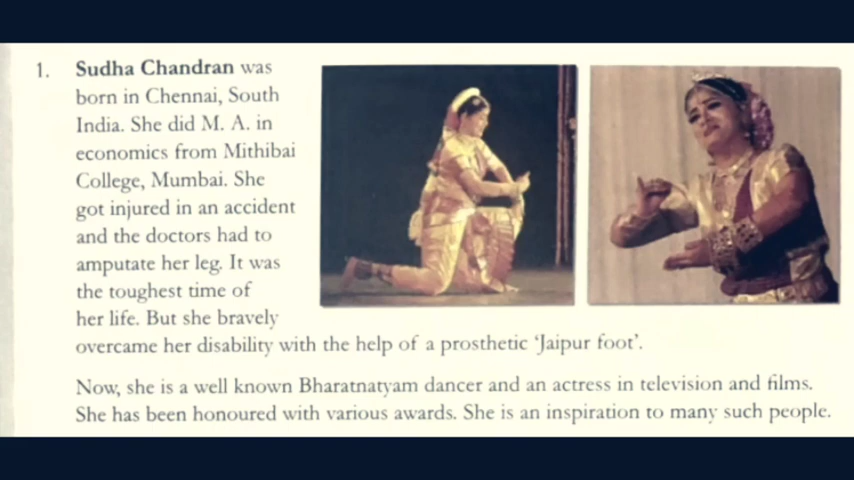 1. Sudha Chandran was
born in Chennai, South
India. She did M. A. in
economics from Mithibai
College, Mumbai. She
got injured in an accident
and the doctors had to
amputate her leg. It was
the toughest time of
her life. But she bravely
overcame her disability with the help of a prosthetic ‘Jaipur foot’.
Now, she is a well known Bharatnatyam dancer and an actress in television and films.
She has been honoured with various awards. She is an inspiration to many such people.